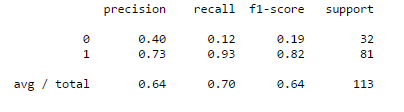 precision recall f1-score support
0 0.40 0.12 0.19 32
1 0.73 0.93 0.82 81
avg / total 0.64 0.70 0.64 113